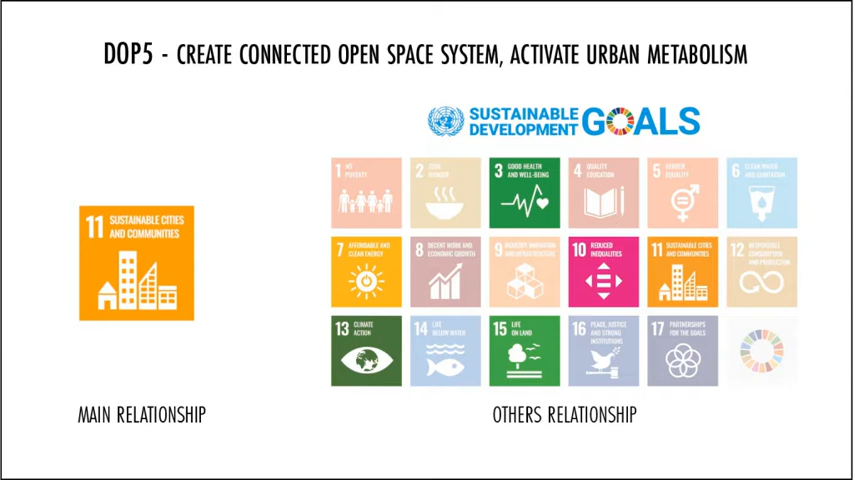 DOP5 - CREATE CONNECTED OPEN SPACE SYSTEM, ACTIVATE URBAN METABOLISM
SUSTAINABLE
DEVELOPMENT GOALS
1 NO
POVERTY
2 ZERO
HUNGER
3 GOOD HEALTH
AND WELL-BEING
4 QUALITY
EDUCATION
5 GENDER
EQUALITY
6 CLEAN WATER
AND SANITATION
11 SUSTAINABLE CITIES
AND COMMUNITIES
7 AFFORDABLE AND
CLEAN ENERGY
8 DECENT WORK AND
ECONOMIC GROWTH
9 INDUSTRY, INNOVATION
AND INFRASTRUCTURE
10 REDUCED
INEQUALITIES
11 SUSTAINABLE CITIES
AND COMMUNITIES
12 RESPONSIBLE
CONSUMPTION
AND PRODUCTION
13 CLIMATE
ACTION
14 LIFE
BELOW WATER
15 LIFE
ON LAND
16 PEACE, JUSTICE
AND STRONG
INSTITUTIONS
17 PARTNERSHIPS
FOR THE GOALS
MAIN RELATIONSHIP
OTHERS RELATIONSHIP